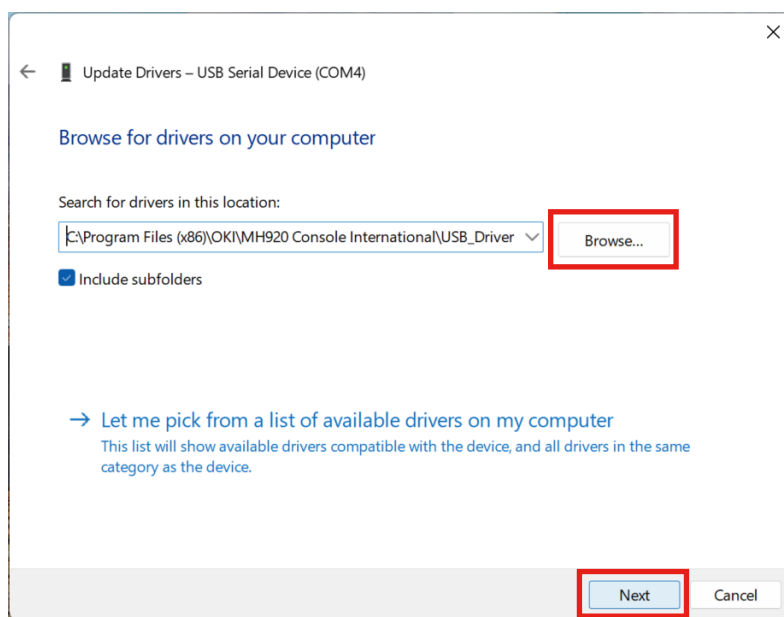 Update Drivers – USB Serial Device (COM4)
Browse for drivers on your computer
Search for drivers in this location:
C:\Program Files (x86)\OKI\MH920 Console International\USB_Driver
Browse...
Include subfolders
Let me pick from a list of available drivers on my computer
This list will show available drivers compatible with the device, and all drivers in the same
category as the device.
Next
Cancel